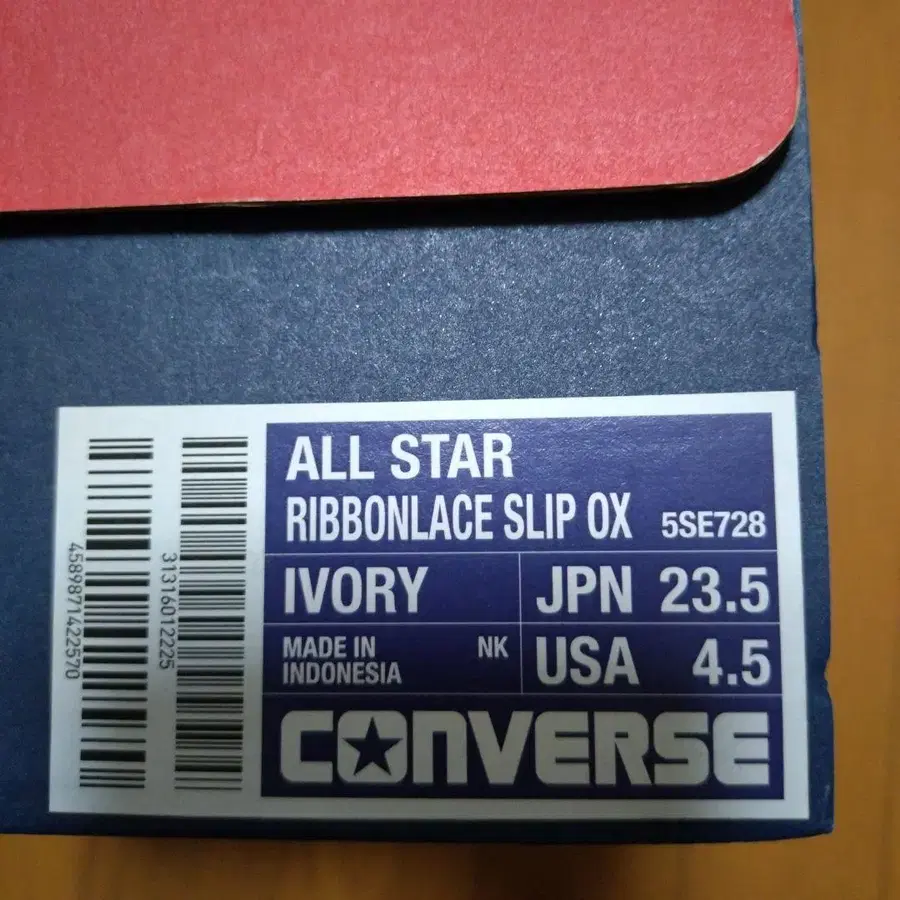 ALL STAR
RIBBONLACE SLIP OX 5SE728
IVORY JPN 23.5
MADE IN INDONESIA NK USA 4.5
CONVERSE
4589871422570
31316012225